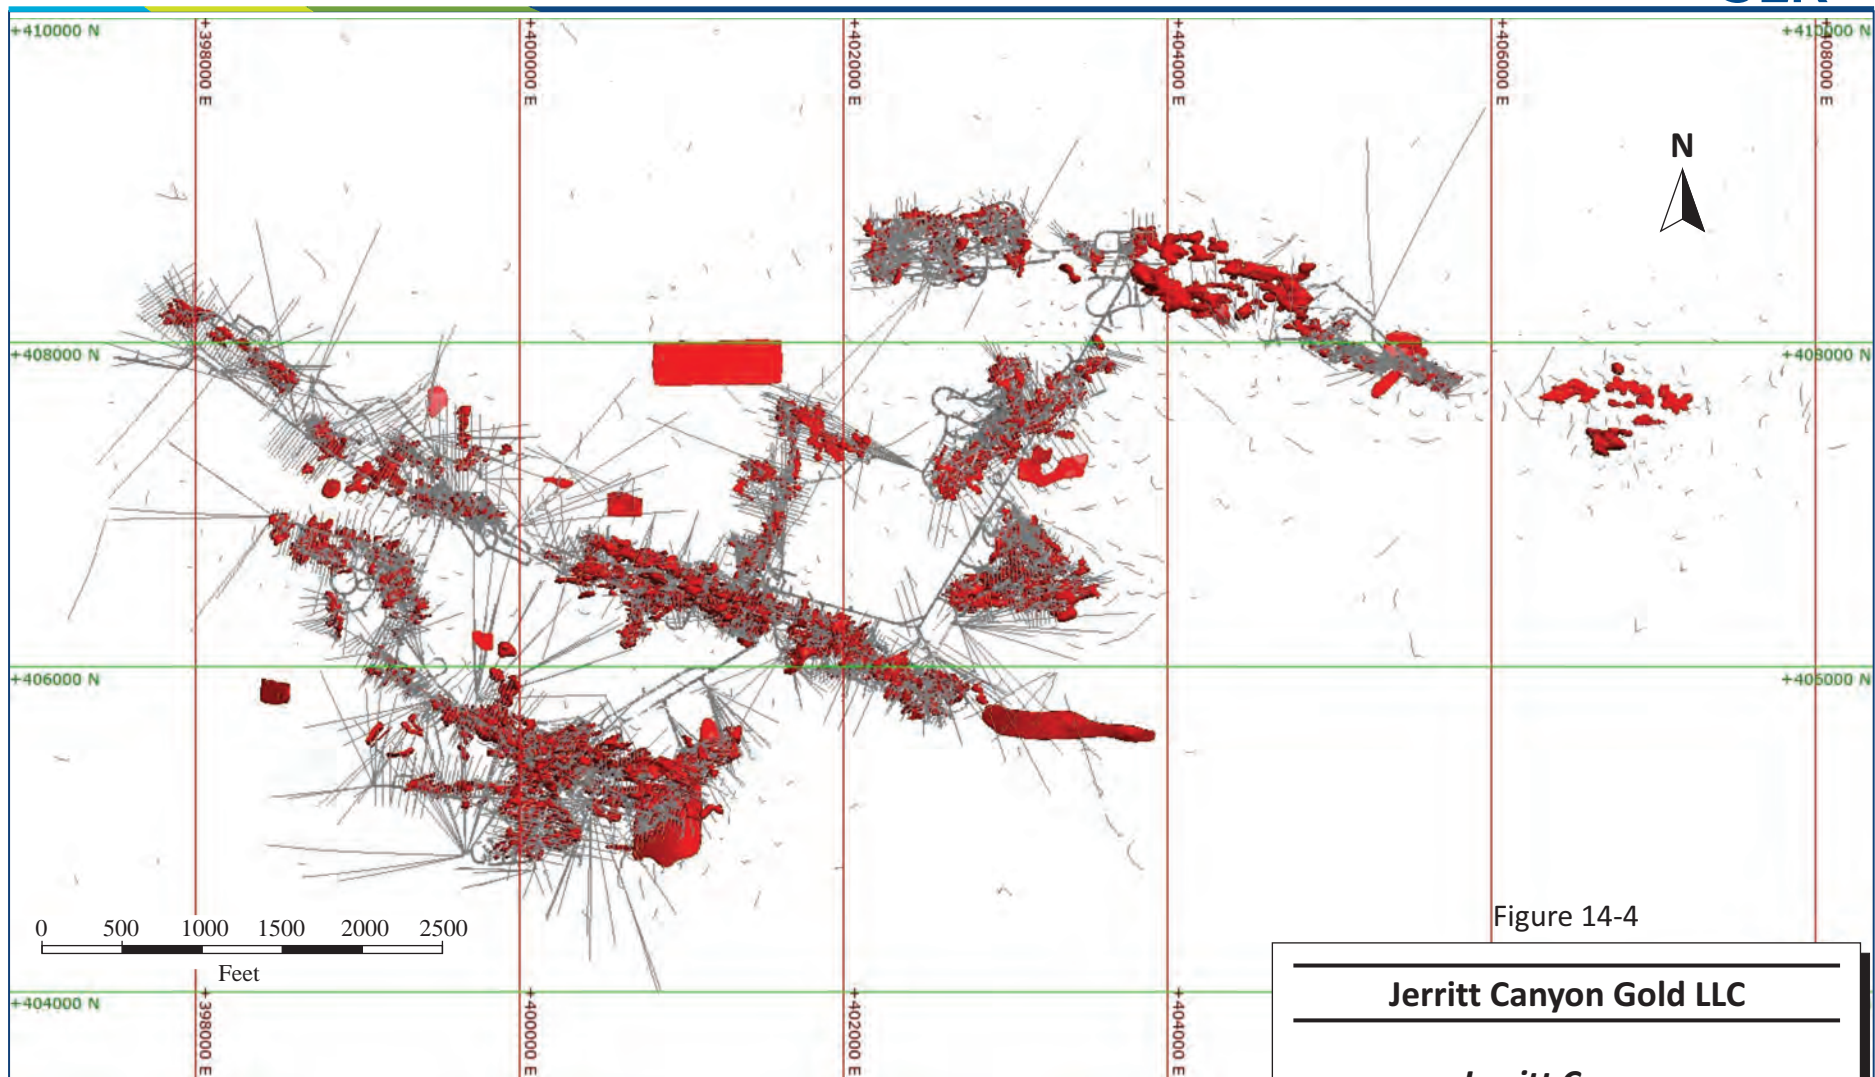 +410000 N
+410000 N
+398000 E
+400000 E
+402000 E
+404000 E
+406000 E
+408000 E
N
+408000 N
+408000 N
+406000 N
+406000 N
0 500 1000 1500 2000 2500
Feet
Figure 14-4
Jerritt Canyon Gold LLC
+404000 N
+398000 E
+400000 E
+402000 E
+404000 E